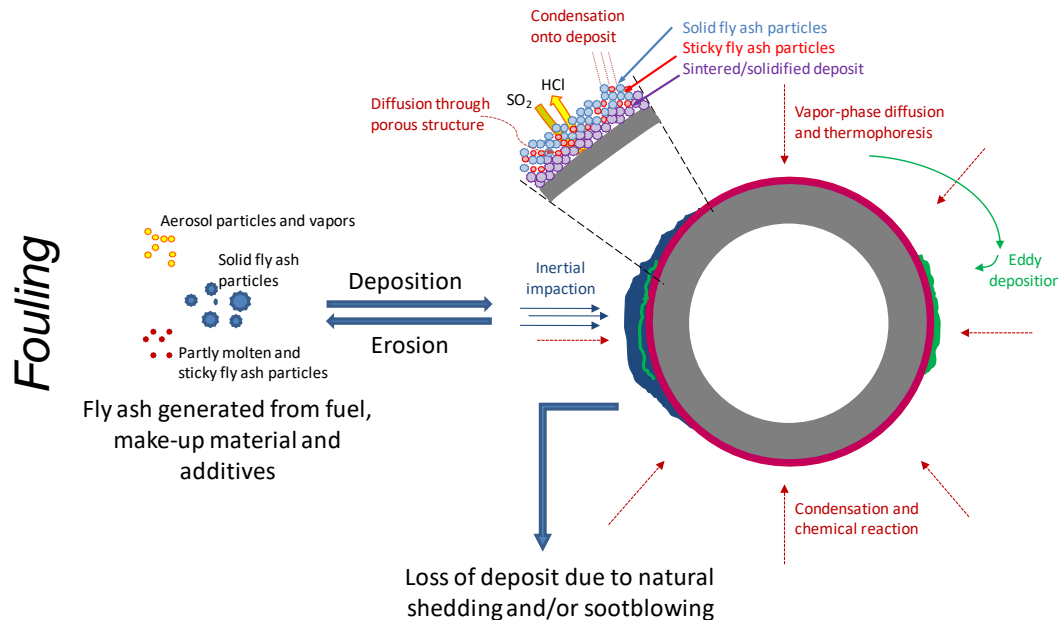 Condensation
onto deposit
Solid fly ash particles
Sticky fly ash particles
Sintered/solidified deposit
HCl
SO2
Diffusion through
porous structure
Vapor-phase diffusion
and thermophoresis
Fouling
Aerosol particles and vapors
Solid fly ash
particles
Deposition
Erosion
Inertial
impaction
Eddy
deposition
Partly molten and
sticky fly ash particles
Fly ash generated from fuel,
make-up material and
additives
Condensation and
chemical reaction
Loss of deposit due to natural
shedding and/or sootblowing